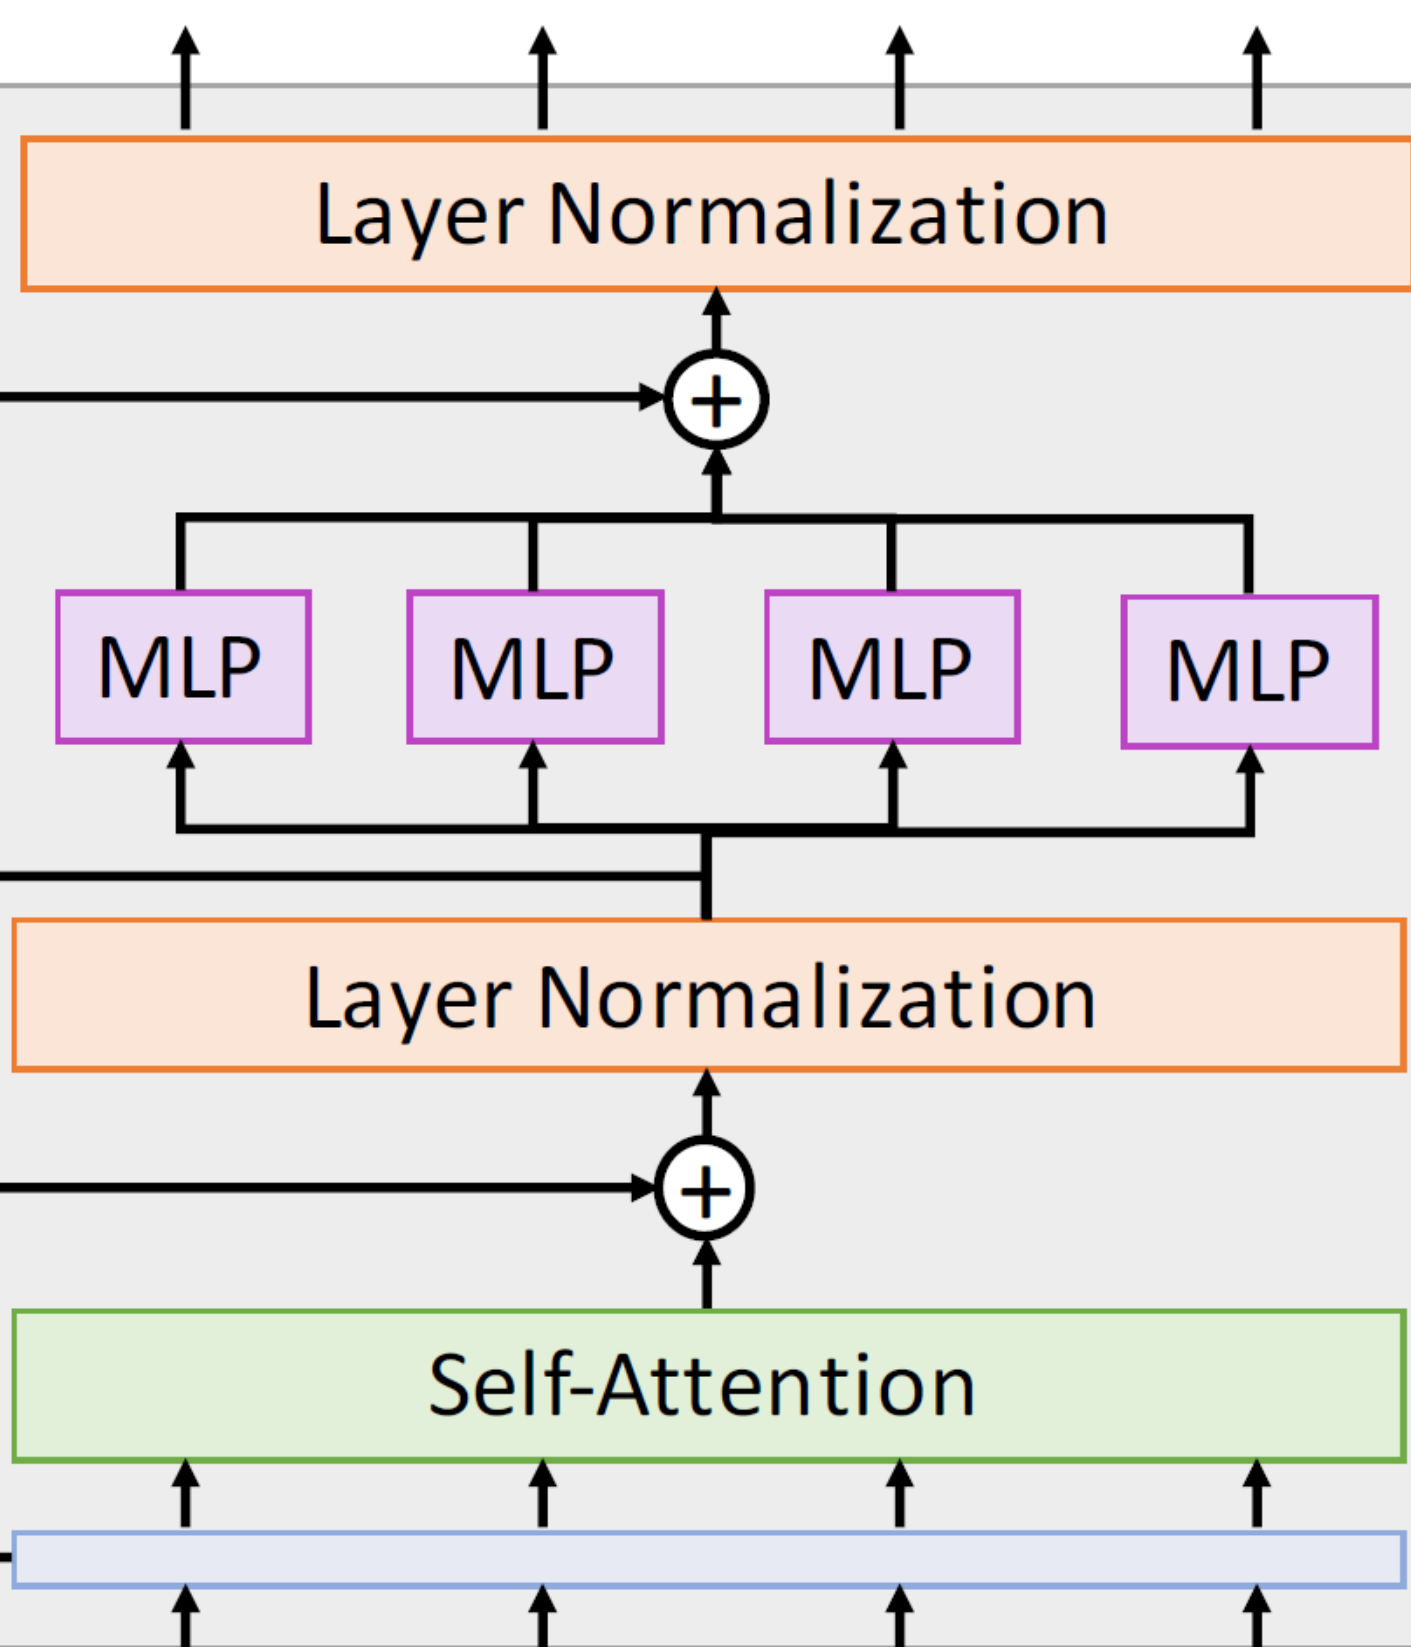 Layer Normalization
+
MLP MLP MLP MLP
Layer Normalization
+
Self-Attention